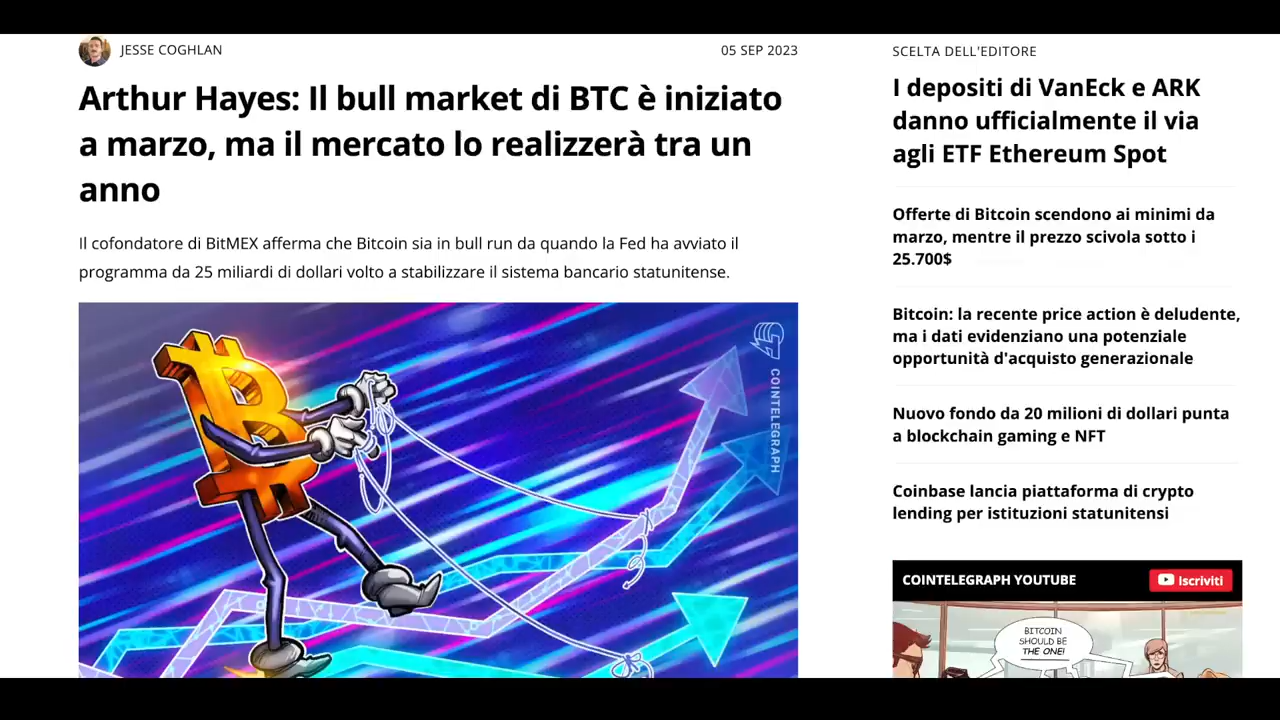 JESSE COGHLAN
05 SEP 2023
Arthur Hayes: Il bull market di BTC è iniziato
a marzo, ma il mercato lo realizzerà tra un
anno
Il cofondatore di BitMEX afferma che Bitcoin sia in bull run da quando la Fed ha avviato il
programma da 25 miliardi di dollari volto a stabilizzare il sistema bancario statunitense.
COINTELEGRAPH
SCELTA DELL'EDITORE
I depositi di VanEck e ARK
danno ufficialmente il via
agli ETF Ethereum Spot
Offerte di Bitcoin scendono ai minimi da
marzo, mentre il prezzo scivola sotto i
25.700$
Bitcoin: la recente price action è deludente,
ma i dati evidenziano una potenziale
opportunità d'acquisto generazionale
Nuovo fondo da 20 milioni di dollari punta
a blockchain gaming e NFT
Coinbase lancia piattaforma di crypto
lending per istituzioni statunitensi
COINTELEGRAPH YOUTUBE
Iscriviti
BITCOIN
SHOULD BE
THE ONE!